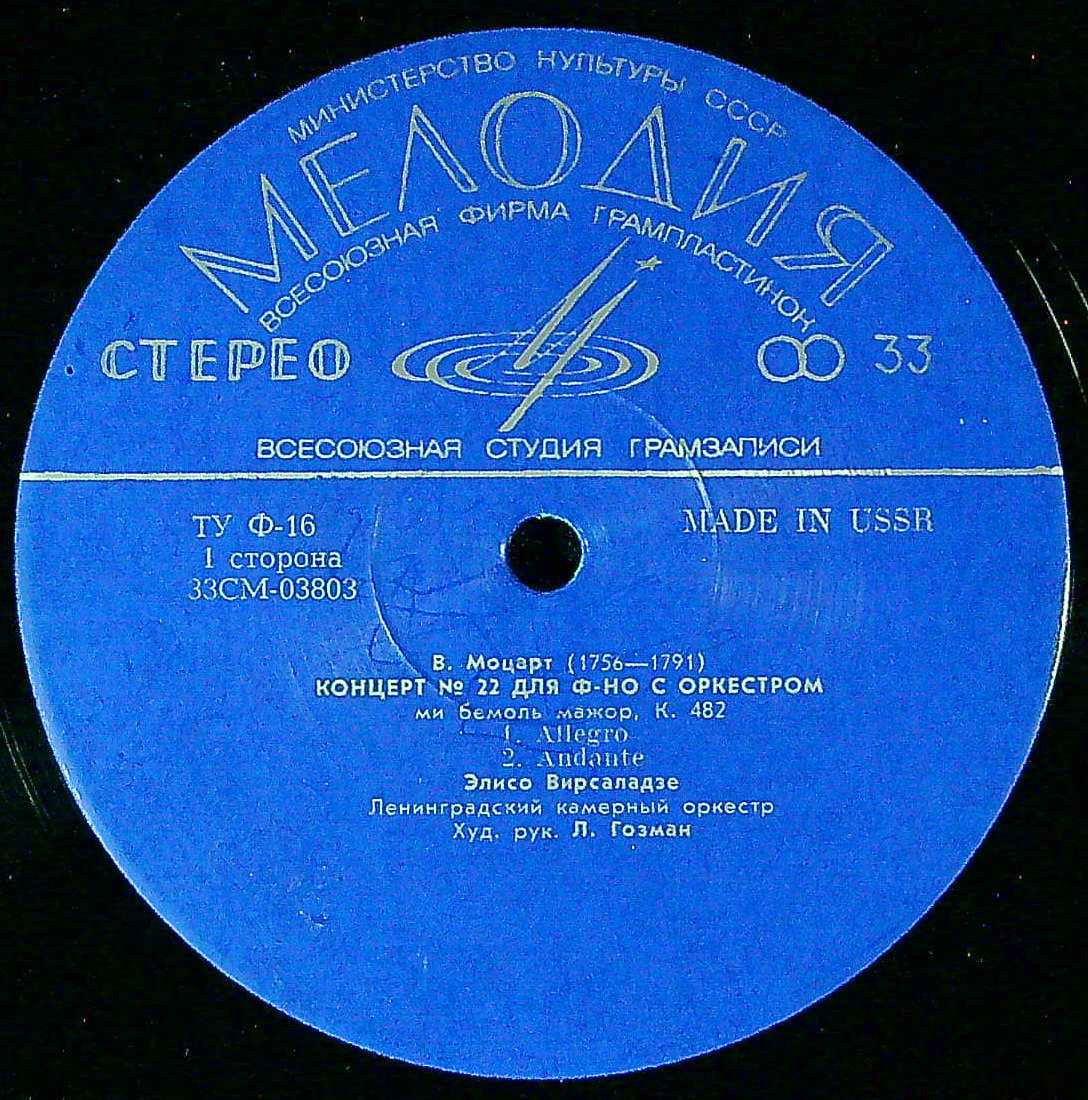 МИНИСТЕРСТВО КУЛЬТУРЫ СССР
МЕЛОДИЯ
ВСЕСОЮЗНАЯ ФИРМА ГРАМПЛАСТИНОК
СТЕРЕО
33
ВСЕСОЮЗНАЯ СТУДИЯ ГРАМЗАПИСИ
ТУ Ф-16
MADE IN USSR
1 сторона
33СМ-03803
В. Моцарт (1756—1791)
КОНЦЕРТ № 22 ДЛЯ Ф-НО С ОРКЕСТРОМ
ми бемоль мажор, К. 482
1. Allegro
2. Andante
Элисо Вирсаладзе
Ленинградский камерный оркестр
Худ. рук. Л. Гозман